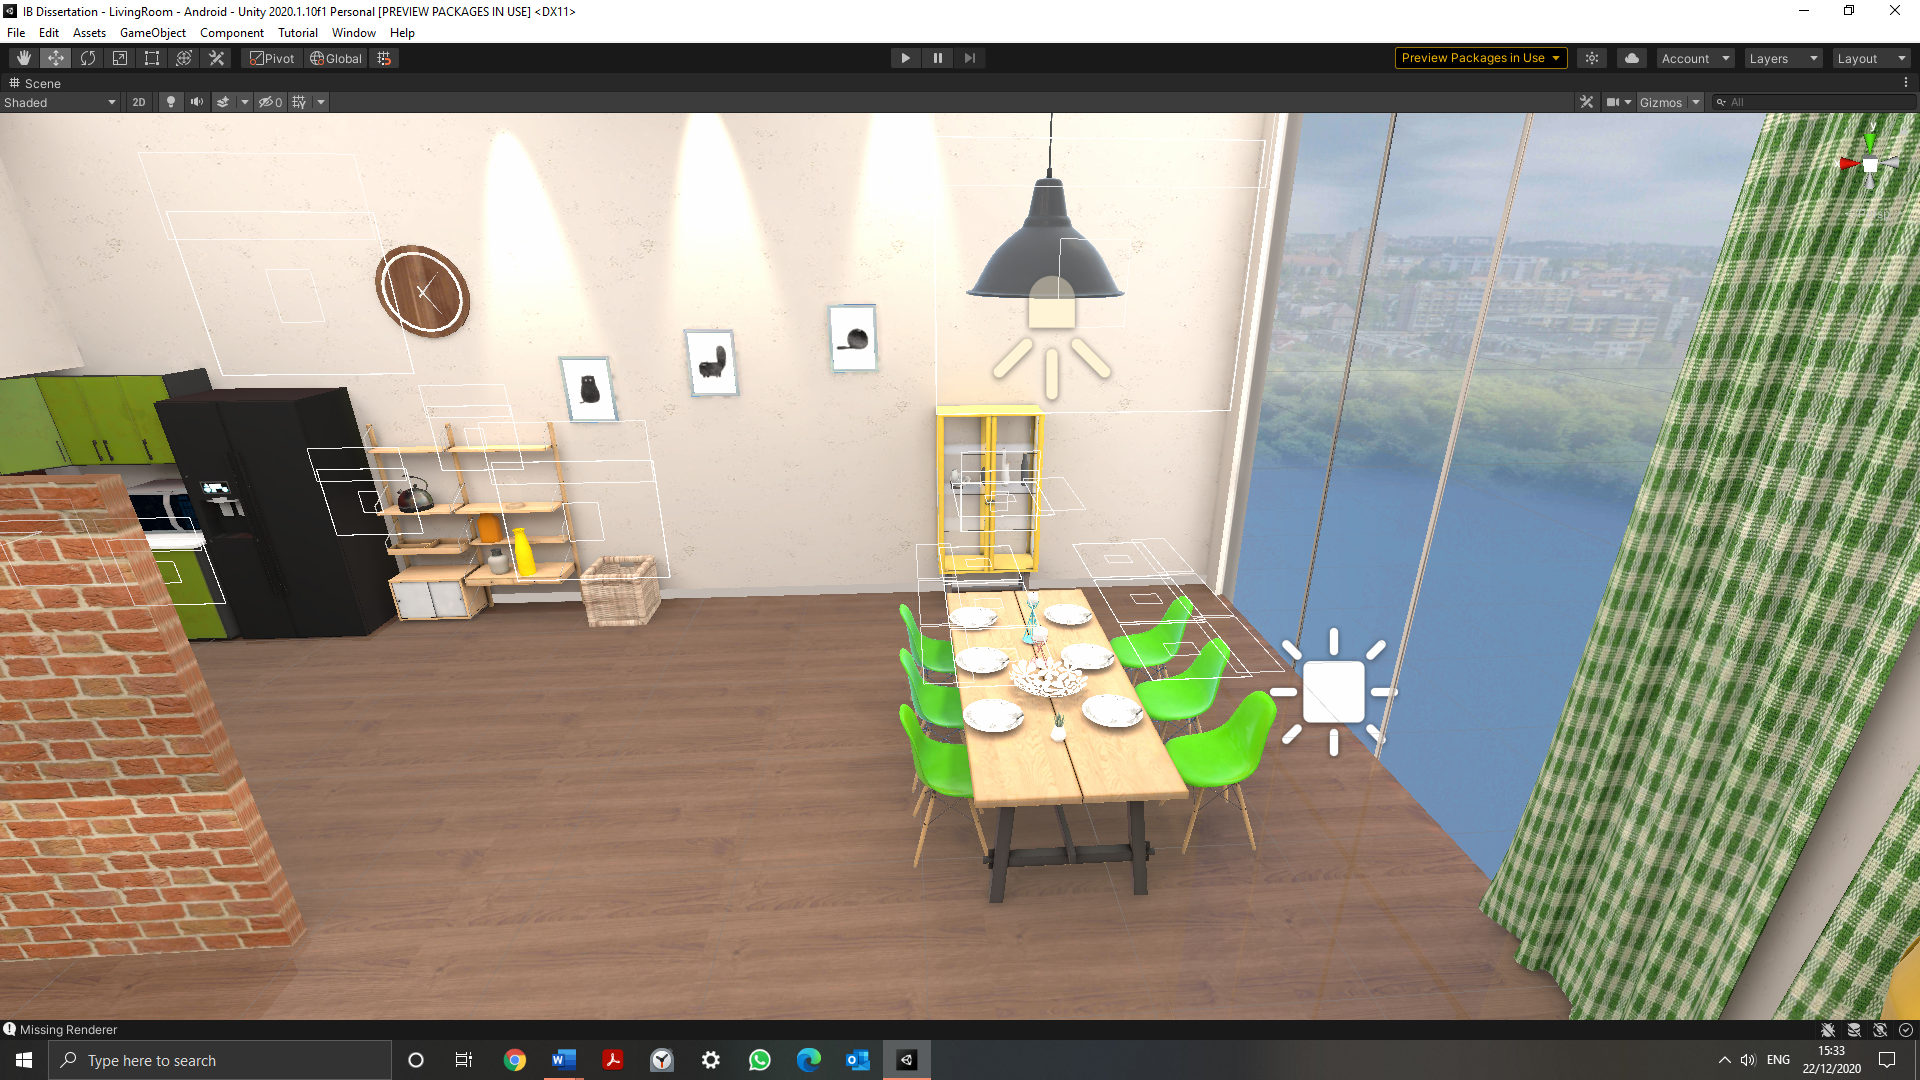 IB Dissertation - LivingRoom - Android - Unity 2020.1.10f1 Personal [PREVIEW PACKAGES IN USE] <DX11>
File Edit Assets GameObject Component Tutorial Window Help
Pivot Global Preview Packages in Use Account Layers Layout
Scene
Shaded 2D 0 Gizmos All
y
Missing Renderer
Type here to search
ENG
15:33
22/12/2020